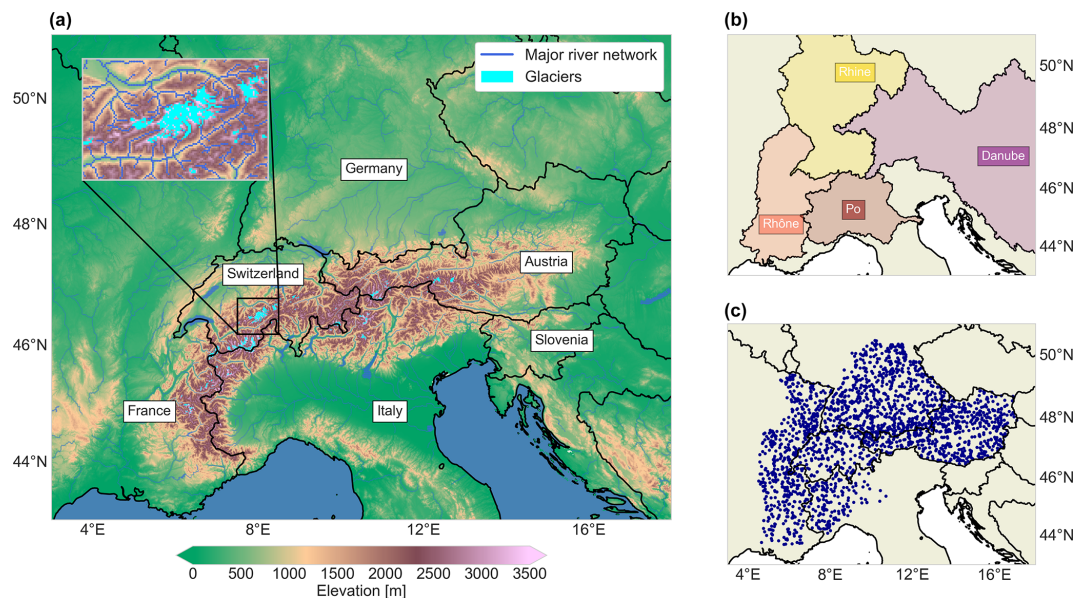 (a)
Major river network
Glaciers
50°N
48°N
46°N
44°N
Germany
Switzerland
Austria
Slovenia
France
Italy
4°E
8°E
12°E
16°E
0
500
1000
1500
2000
2500
3000
3500
Elevation [m]
(b)
Rhine
Danube
Po
Rhône
50°N
48°N
46°N
44°N
(c)
50°N
48°N
46°N
44°N
4°E
8°E
12°E
16°E